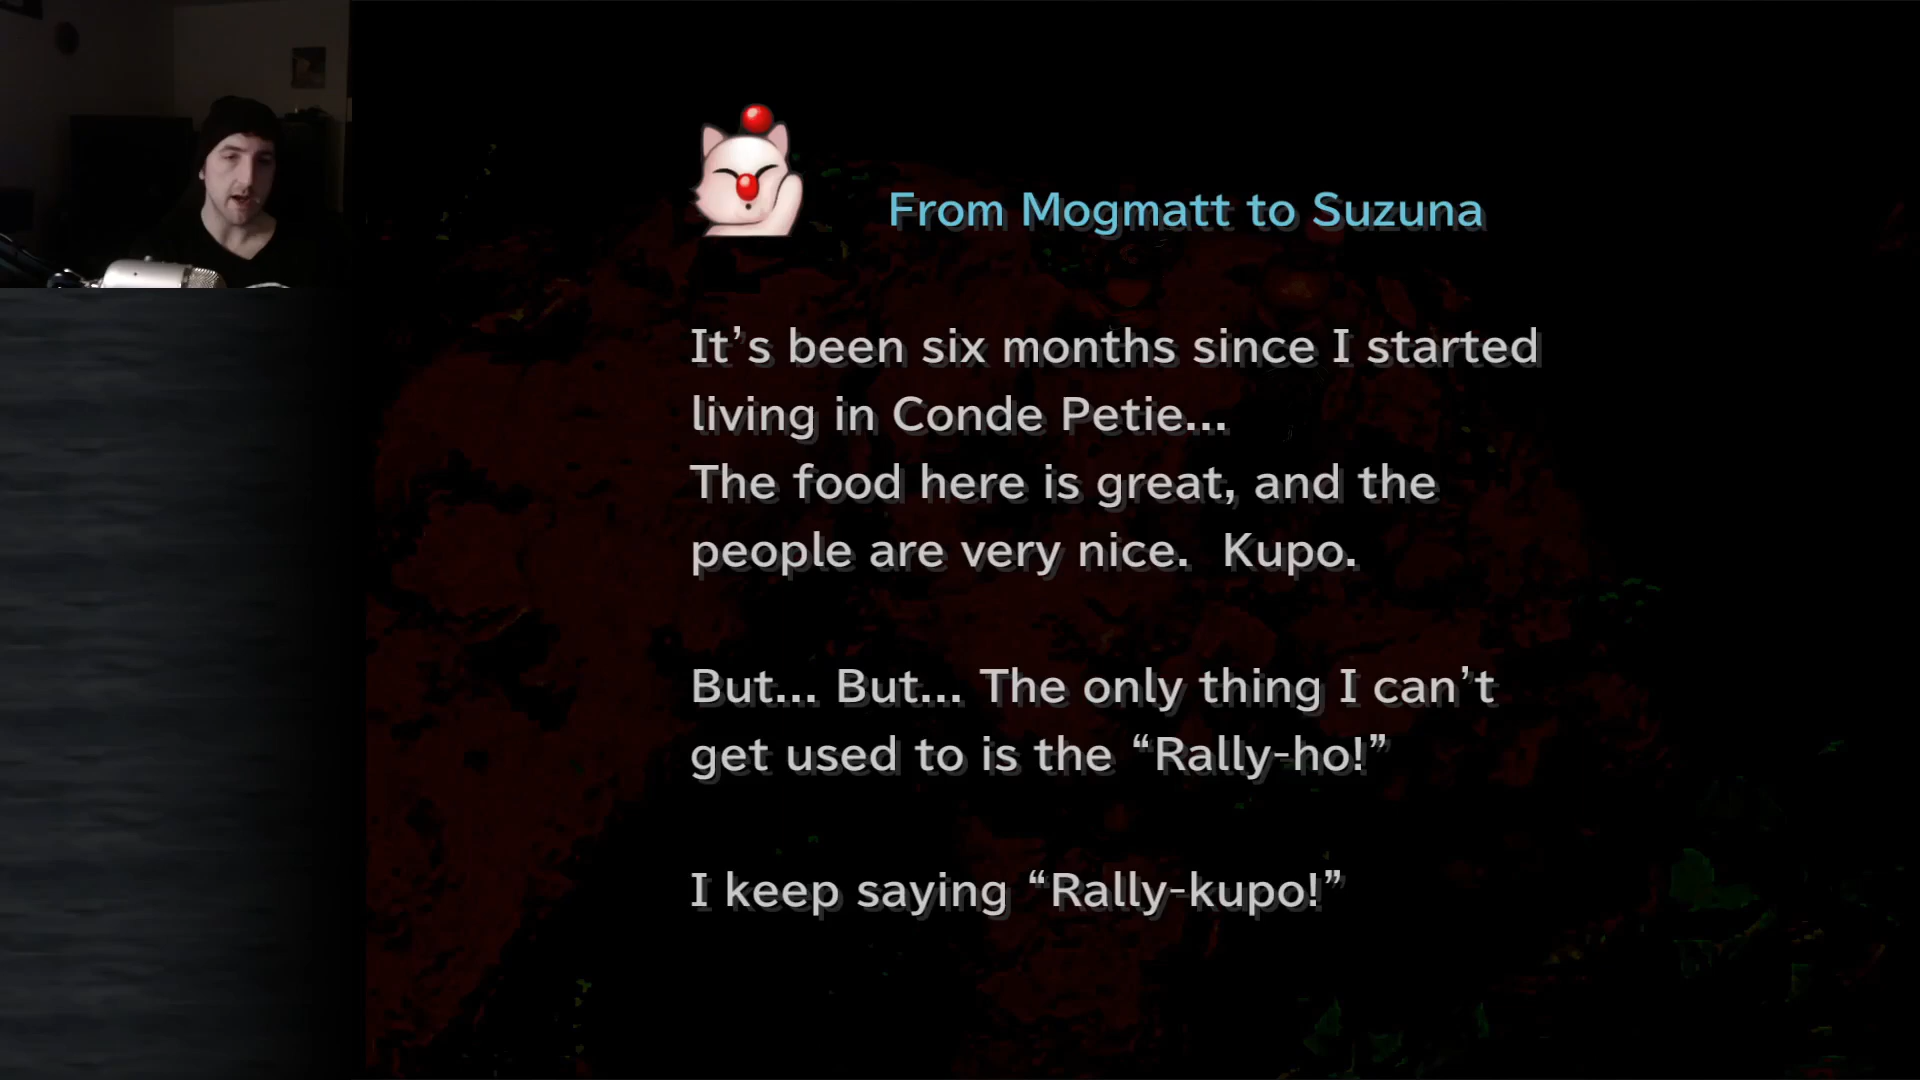 From Mogmatt to Suzuna
It’s been six months since I started
living in Conde Petie...
The food here is great, and the
people are very nice.  Kupo.
But... But... The only thing I can’t
get used to is the “Rally-ho!”
I keep saying “Rally-kupo!”